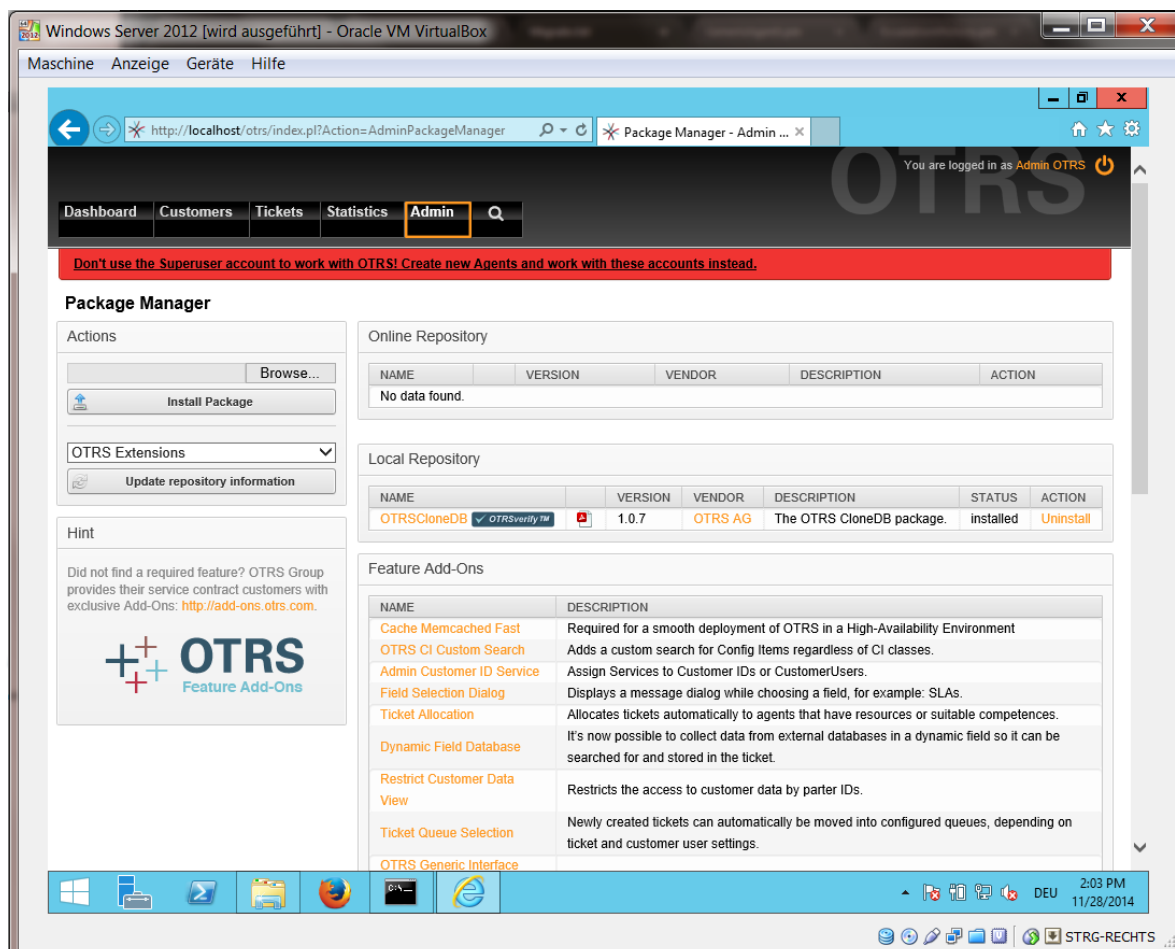 Windows Server 2012 [wird ausgeführt] - Oracle VM VirtualBox
Maschine Anzeige Geräte Hilfe
http://localhost/otrs/index.pl?Action=AdminPackageManager
Package Manager - Admin ...
OTRS
You are logged in as Admin OTRS
Dashboard Customers Tickets Statistics Admin
Don't use the Superuser account to work with OTRS! Create new Agents and work with these accounts instead.
Package Manager
Actions
Browse...
Install Package
OTRS Extensions
Update repository information
Hint
Did not find a required feature? OTRS Group
provides their service contract customers with
exclusive Add-Ons: http://add-ons.otrs.com.
OTRS
Feature Add-Ons
Online Repository
NAME VERSION VENDOR DESCRIPTION ACTION
No data found.
Local Repository
NAME VERSION VENDOR DESCRIPTION STATUS ACTION
OTRSCloneDB OTRSverify™ 1.0.7 OTRS AG The OTRS CloneDB package. installed Uninstall
Feature Add-Ons
NAME DESCRIPTION
Cache Memcached Fast Required for a smooth deployment of OTRS in a High-Availability Environment
OTRS CI Custom Search Adds a custom search for Config Items regardless of CI classes.
Admin Customer ID Service Assign Services to Customer IDs or CustomerUsers.
Field Selection Dialog Displays a message dialog while choosing a field, for example: SLAs.
Ticket Allocation Allocates tickets automatically to agents that have resources or suitable competences.
Dynamic Field Database It's now possible to collect data from external databases in a dynamic field so it can be
searched for and stored in the ticket.
Restrict Customer Data
View
Restricts the access to customer data by parter IDs.
Ticket Queue Selection Newly created tickets can automatically be moved into configured queues, depending on
ticket and customer user settings.
OTRS Generic Interface
DEU
2:03 PM
11/28/2014
STRG-RECHTS